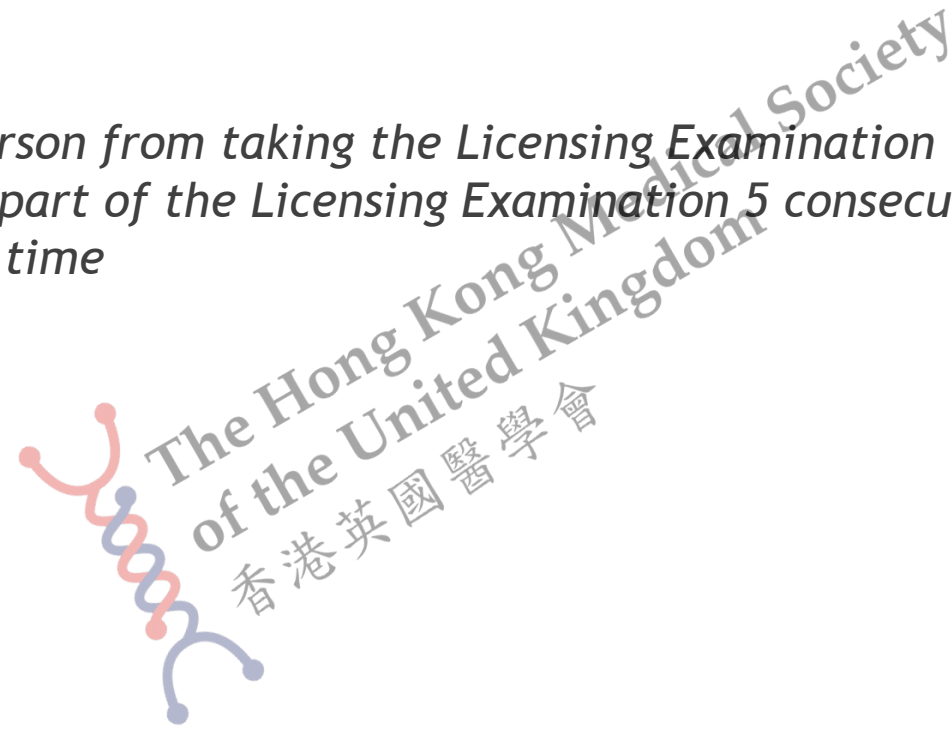 rson from taking the Licensing Examination
part of the Licensing Examination 5 consecu
time
The Hong Kong Medical Society
of the United Kingdom
香港英國醫學會